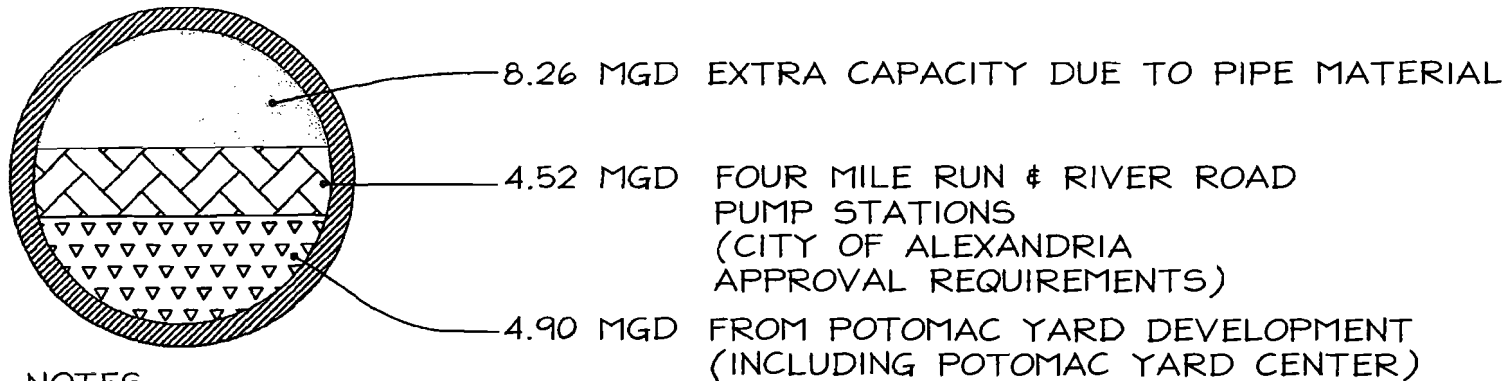 8.26 MGD EXTRA CAPACITY DUE TO PIPE MATERIAL
4.52 MGD FOUR MILE RUN & RIVER ROAD
PUMP STATIONS
(CITY OF ALEXANDRIA
APPROVAL REQUIREMENTS)
4.90 MGD FROM POTOMAC YARD DEVELOPMENT
(INCLUDING POTOMAC YARD CENTER)
NOTES